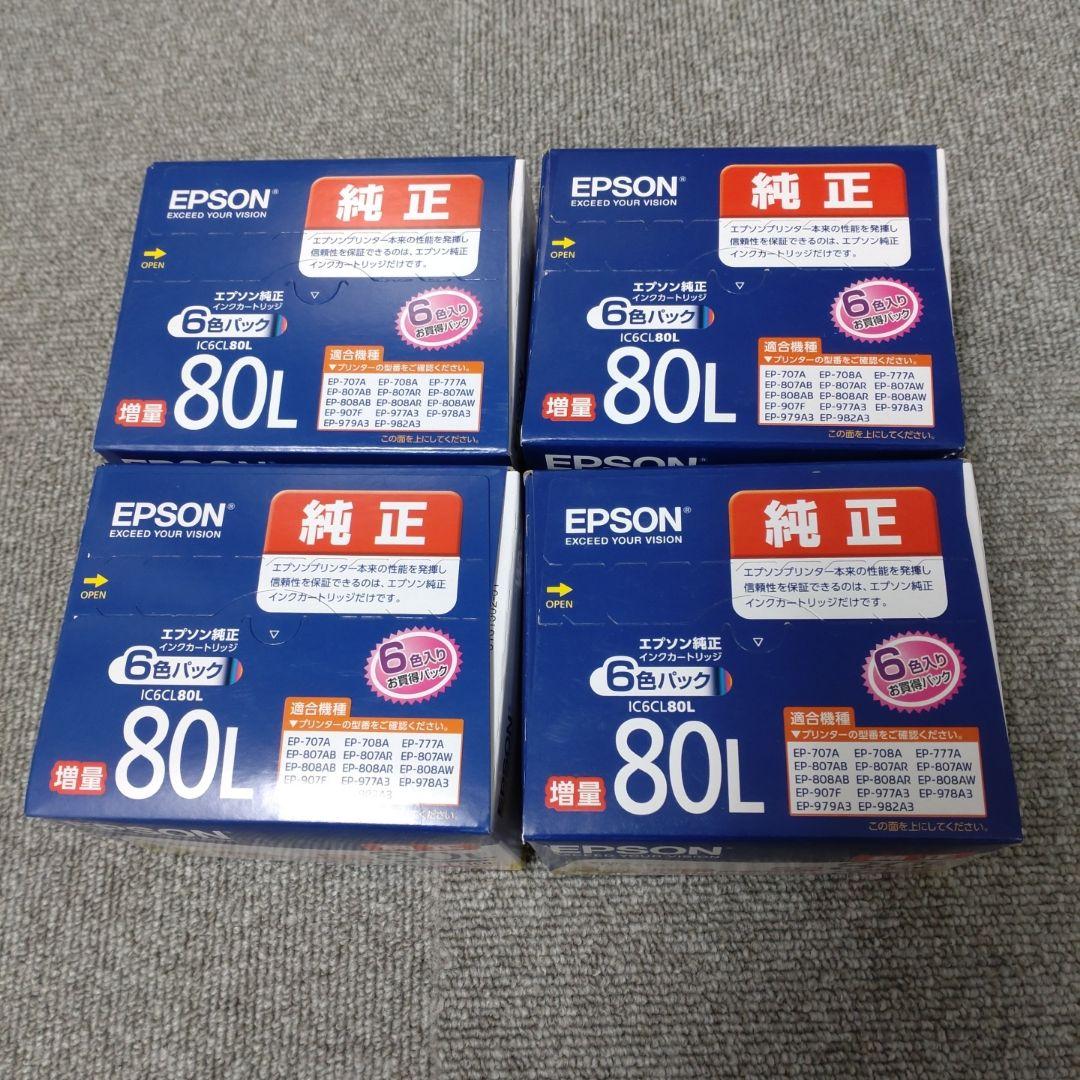 EPSON®
EXCEED YOUR VISION
純正
エプソンプリンター本来の性能を発揮し
信頼性を保証できるのは、エプソン純正
インクカートリッジだけです。
OPEN
エプソン純正
インクカートリッジ
6色パック
IC6CL80L
6色入り
お買得パック
増量
80L
適合機種
▼プリンターの型番をご確認ください。
EP-707A EP-708A EP-777A
EP-807AB EP-807AR EP-807AW
EP-808AB EP-808AR EP-808AW
EP-907F EP-977A3 EP-978A3
EP-979A3 EP-982A3
この面を上にしてください。
EPSON®
EXCEED YOUR VISION
純正
エプソンプリンター本来の性能を発揮し
信頼性を保証できるのは、エプソン純正
インクカートリッジだけです。
OPEN
エプソン純正
インクカートリッジ
6色パック
IC6CL80L
6色入り
お買得パック
増量
80L
適合機種
▼プリンターの型番をご確認ください。
EP-707A EP-708A EP-777A
EP-807AB EP-807AR EP-807AW
EP-808AB EP-808AR EP-808AW
EP-907F EP-977A3 EP-978A3
EP-979A3 EP-982A3
この面を上にしてください。
EPSON
EPSON
EPSON®
EXCEED YOUR VISION
純正
エプソンプリンター本来の性能を発揮し
信頼性を保証できるのは、エプソン純正
インクカートリッジだけです。
OPEN
エプソン純正
インクカートリッジ
6色パック
IC6CL80L
6色入り
お買得パック
増量
80L
適合機種
▼プリンターの型番をご確認ください。
EP-707A EP-708A EP-777A
EP-807AB EP-807AR EP-807AW
EP-808AB EP-808AR EP-808AW
EP-907F EP-977A3 EP-978A3
ください。
EPSON
EPSON
EPSON®
EXCEED YOUR VISION
純正
エプソンプリンター本来の性能を発揮し
信頼性を保証できるのは、エプソン純正
インクカートリッジだけです。
OPEN
エプソン純正
インクカートリッジ
6色パック
IC6CL80L
6色入り
お買得パック
増量
80L
適合機種
▼プリンターの型番をご確認ください。
EP-707A EP-708A EP-777A
EP-807AB EP-807AR EP-807AW
EP-808AB EP-808AR EP-808AW
EP-907F EP-977A3 EP-978A3
EP-979A3 EP-982A3
この面を上にしてください。
EPSON
EXCEED YOUR VISION